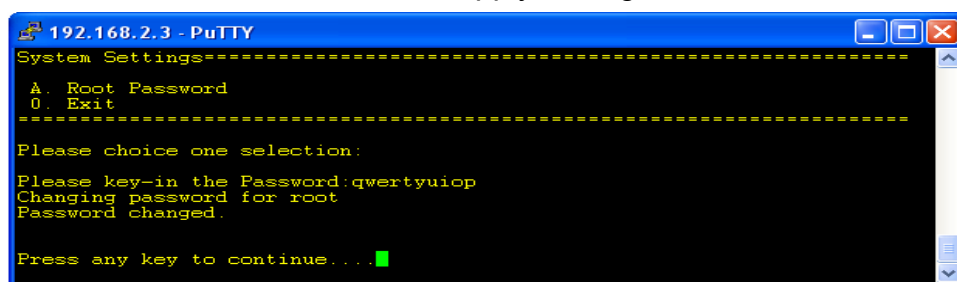 192.168.2.3 - PuTTY
System Settings==========================================================
A. Root Password
0. Exit
=========================================================================
Please choice one selection:
Please key-in the Password:qwertyuiop
Changing password for root
Password changed.
Press any key to continue....